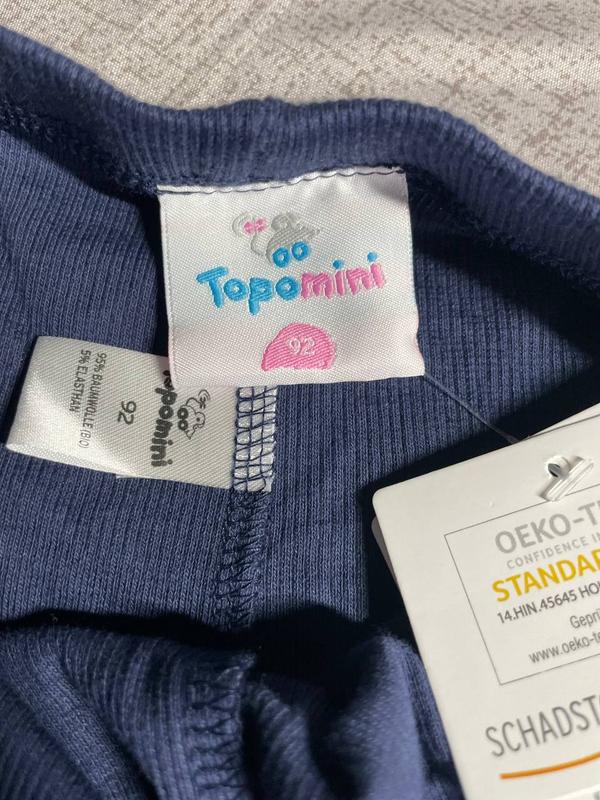 Topomini
92
95% BAUMWOLLE (BIO)
5% ELASTHAN
92
opomini
OEKO-T
CONFIDENCE IN
STANDAR
14.HIN.45645 HO
Geprü
www.oeko-te
SCHADST